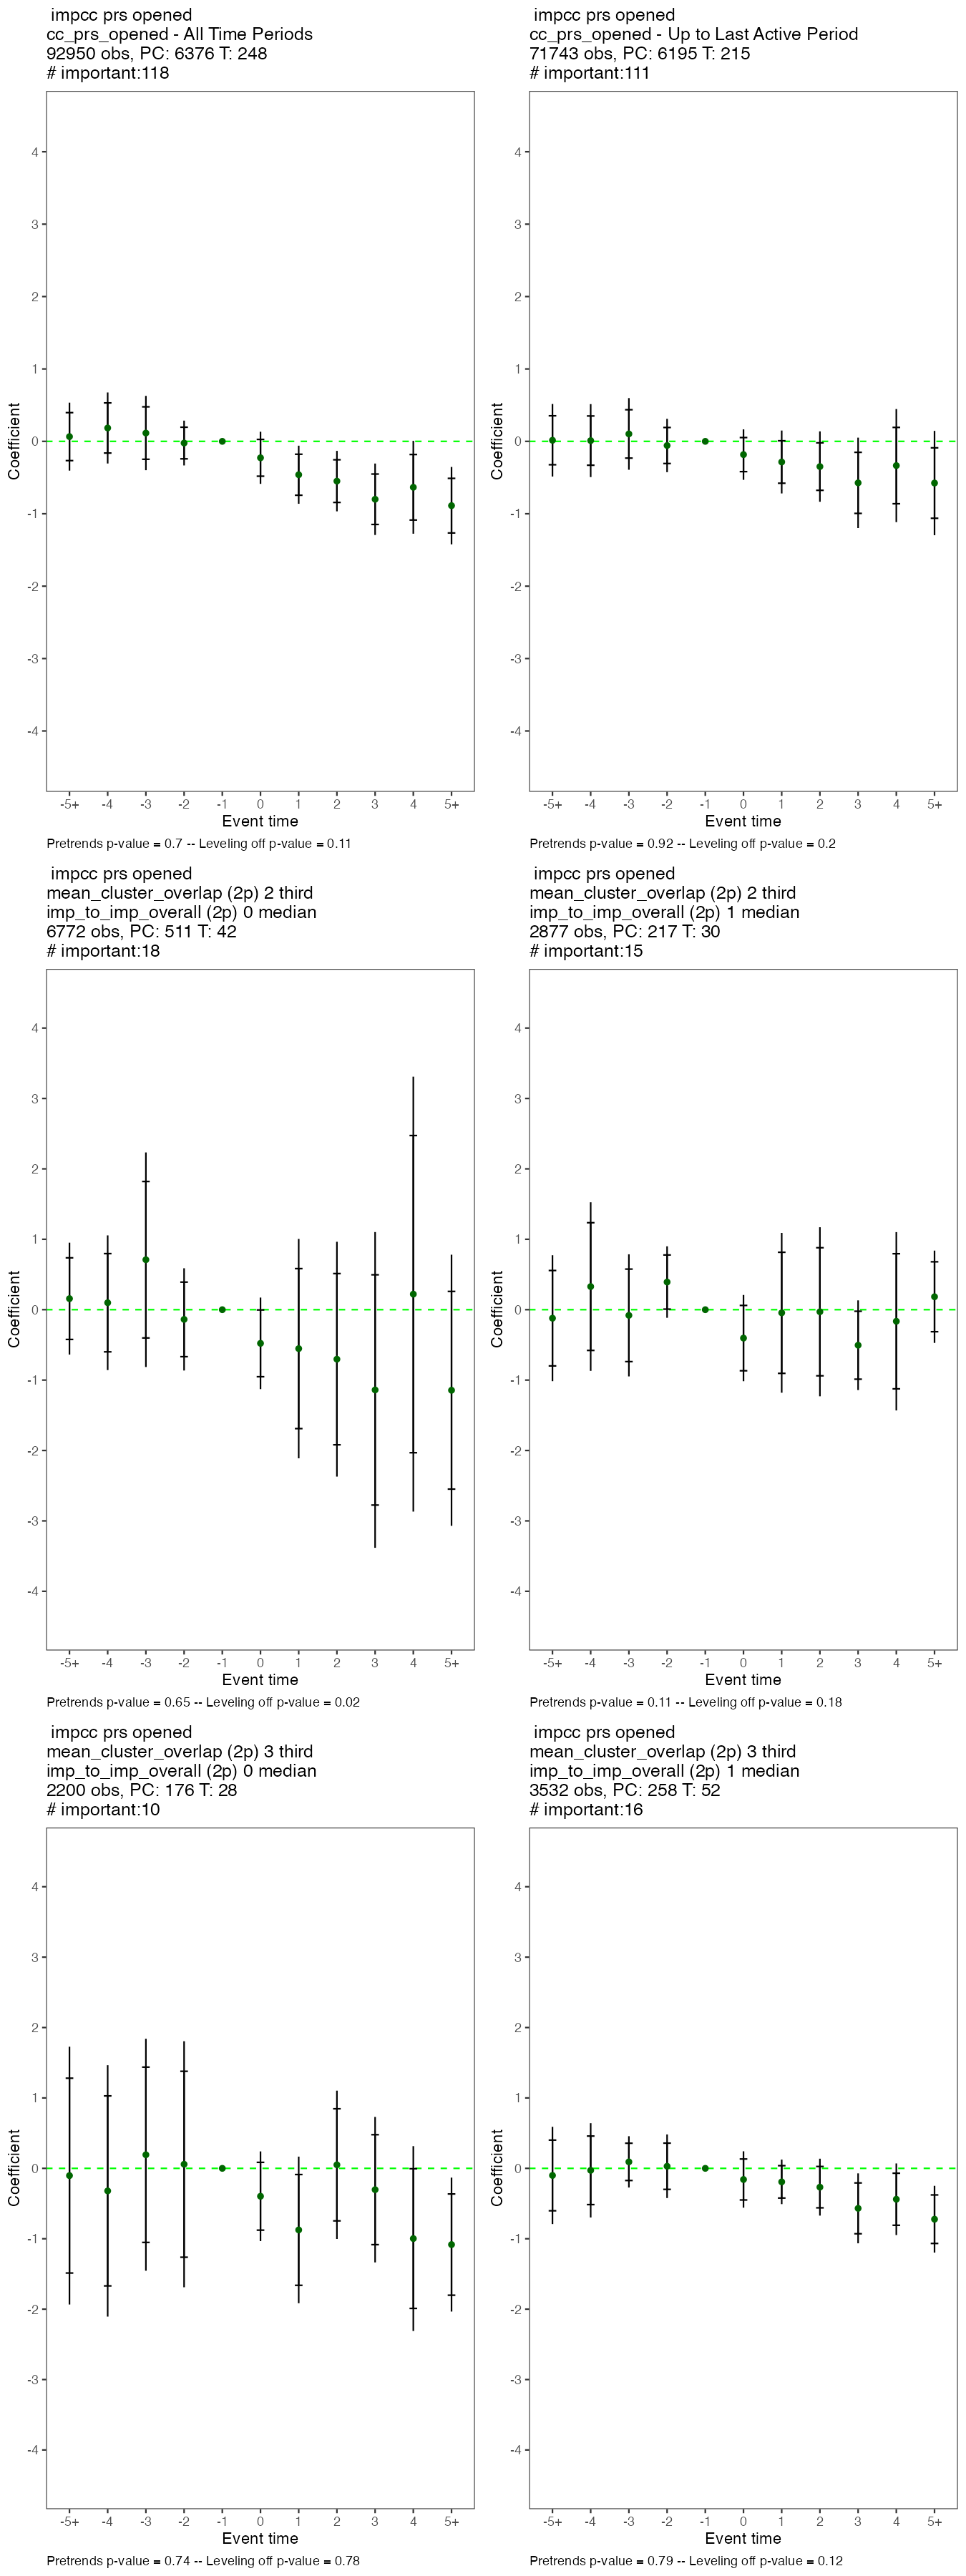 impcc prs opened
cc_prs_opened - All Time Periods
92950 obs, PC: 6376 T: 248
# important:118
4
3
2
1
0
-1
-2
-3
-4
Coefficient
-5+ -4 -3 -2 -1 0 1 2 3 4 5+
Event time
Pretrends p-value = 0.7 -- Leveling off p-value = 0.11
impcc prs opened
cc_prs_opened - Up to Last Active Period
71743 obs, PC: 6195 T: 215
# important:111
4
3
2
1
0
-1
-2
-3
-4
Coefficient
-5+ -4 -3 -2 -1 0 1 2 3 4 5+
Event time
Pretrends p-value = 0.92 -- Leveling off p-value = 0.2
impcc prs opened
mean_cluster_overlap (2p) 2 third
imp_to_imp_overall (2p) 0 median
6772 obs, PC: 511 T: 42
# important:18
4
3
2
1
0
-1
-2
-3
-4
Coefficient
-5+ -4 -3 -2 -1 0 1 2 3 4 5+
Event time
Pretrends p-value = 0.65 -- Leveling off p-value = 0.02
impcc prs opened
mean_cluster_overlap (2p) 2 third
imp_to_imp_overall (2p) 1 median
2877 obs, PC: 217 T: 30
# important:15
4
3
2
1
0
-1
-2
-3
-4
Coefficient
-5+ -4 -3 -2 -1 0 1 2 3 4 5+
Event time
Pretrends p-value = 0.11 -- Leveling off p-value = 0.18
impcc prs opened
mean_cluster_overlap (2p) 3 third
imp_to_imp_overall (2p) 0 median
2200 obs, PC: 176 T: 28
# important:10
4
3
2
1
0
-1
-2
-3
-4
Coefficient
-5+ -4 -3 -2 -1 0 1 2 3 4 5+
Event time
Pretrends p-value = 0.74 -- Leveling off p-value = 0.78
impcc prs opened
mean_cluster_overlap (2p) 3 third
imp_to_imp_overall (2p) 1 median
3532 obs, PC: 258 T: 52
# important:16
4
3
2
1
0
-1
-2
-3
-4
Coefficient
-5+ -4 -3 -2 -1 0 1 2 3 4 5+
Event time
Pretrends p-value = 0.79 -- Leveling off p-value = 0.12